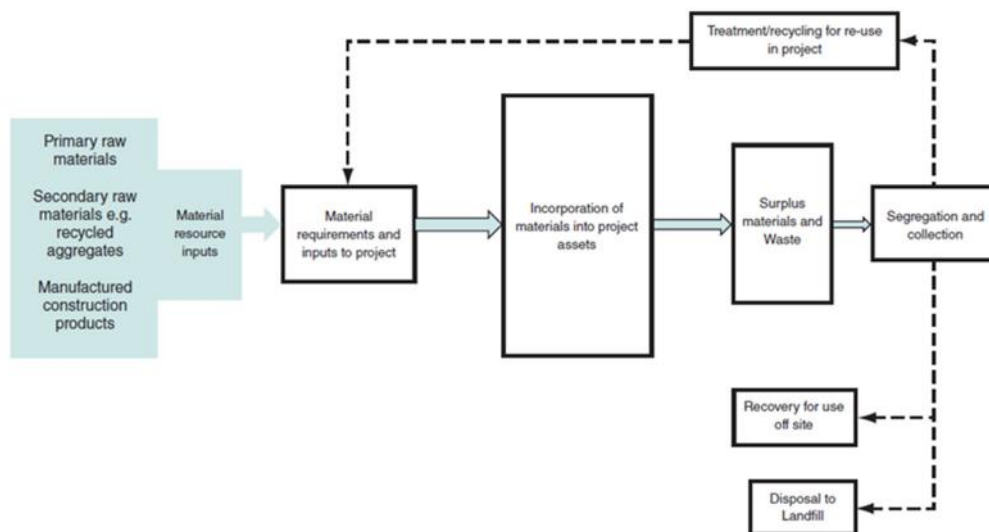 Treatment/recycling for re-use
in project
Primary raw
materials
Secondary raw
materials e.g.
recycled
aggregates
Manufactured
construction
products
Material
resource
inputs
Material
requirements and
inputs to project
Incorporation of
materials into project
assets
Surplus
materials and
Waste
Segregation and
collection
Recovery for use
off site
Disposal to
Landfill